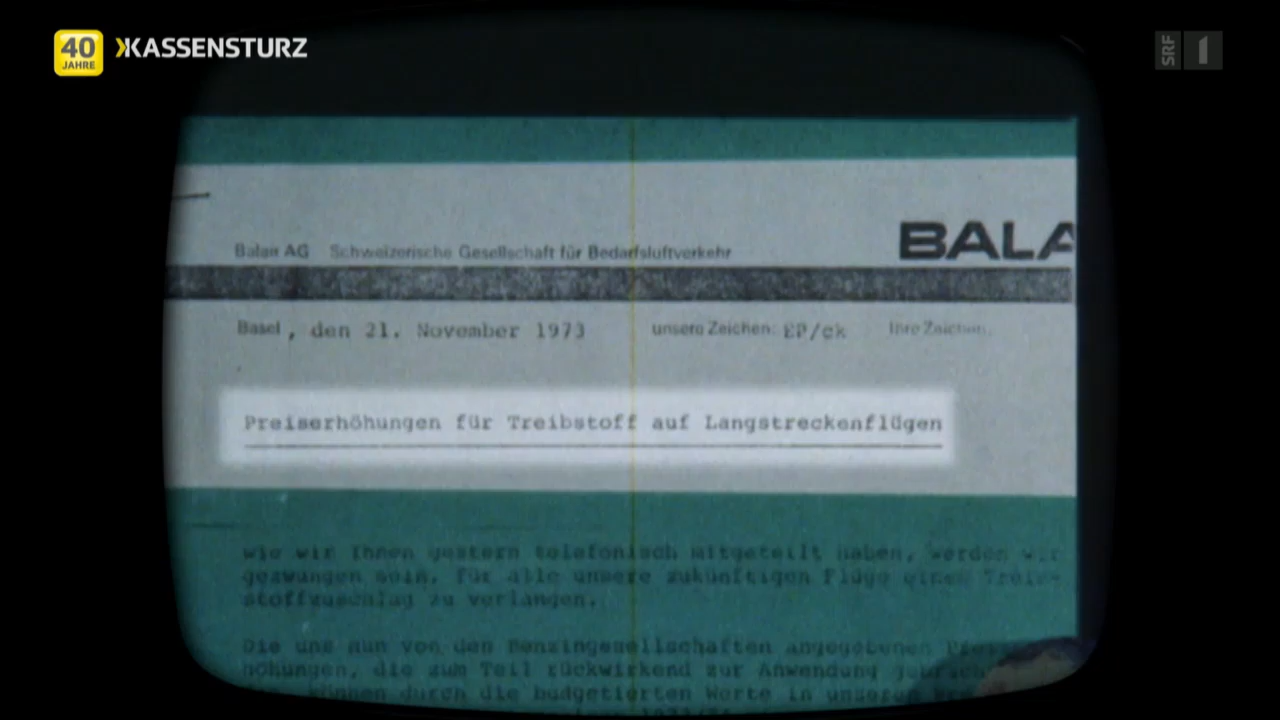 40
JAHRE
KASSENSTURZ
SRF 1
BALA
Balair AG Schweizerische Gesellschaft für Bedarfsluftverkehr
Basel, den 21. November 1973 unsere Zeichen: EP/ck Ihre Zeichen:
Preiserhöhungen für Treibstoff auf Langstreckenflügen
wie wir Ihnen gestern telefonisch mitgeteilt haben, werden wir
gezwungen sein, für alle unsere zukünftigen Flüge einen Treib-
stoffzuschlag zu verlangen.
Die uns nun von den Benzingesellschaften angegebenen
höhungen, die zum Teil rückwirkend zur Anwendung
können durch die budgetierten Werte in unseren